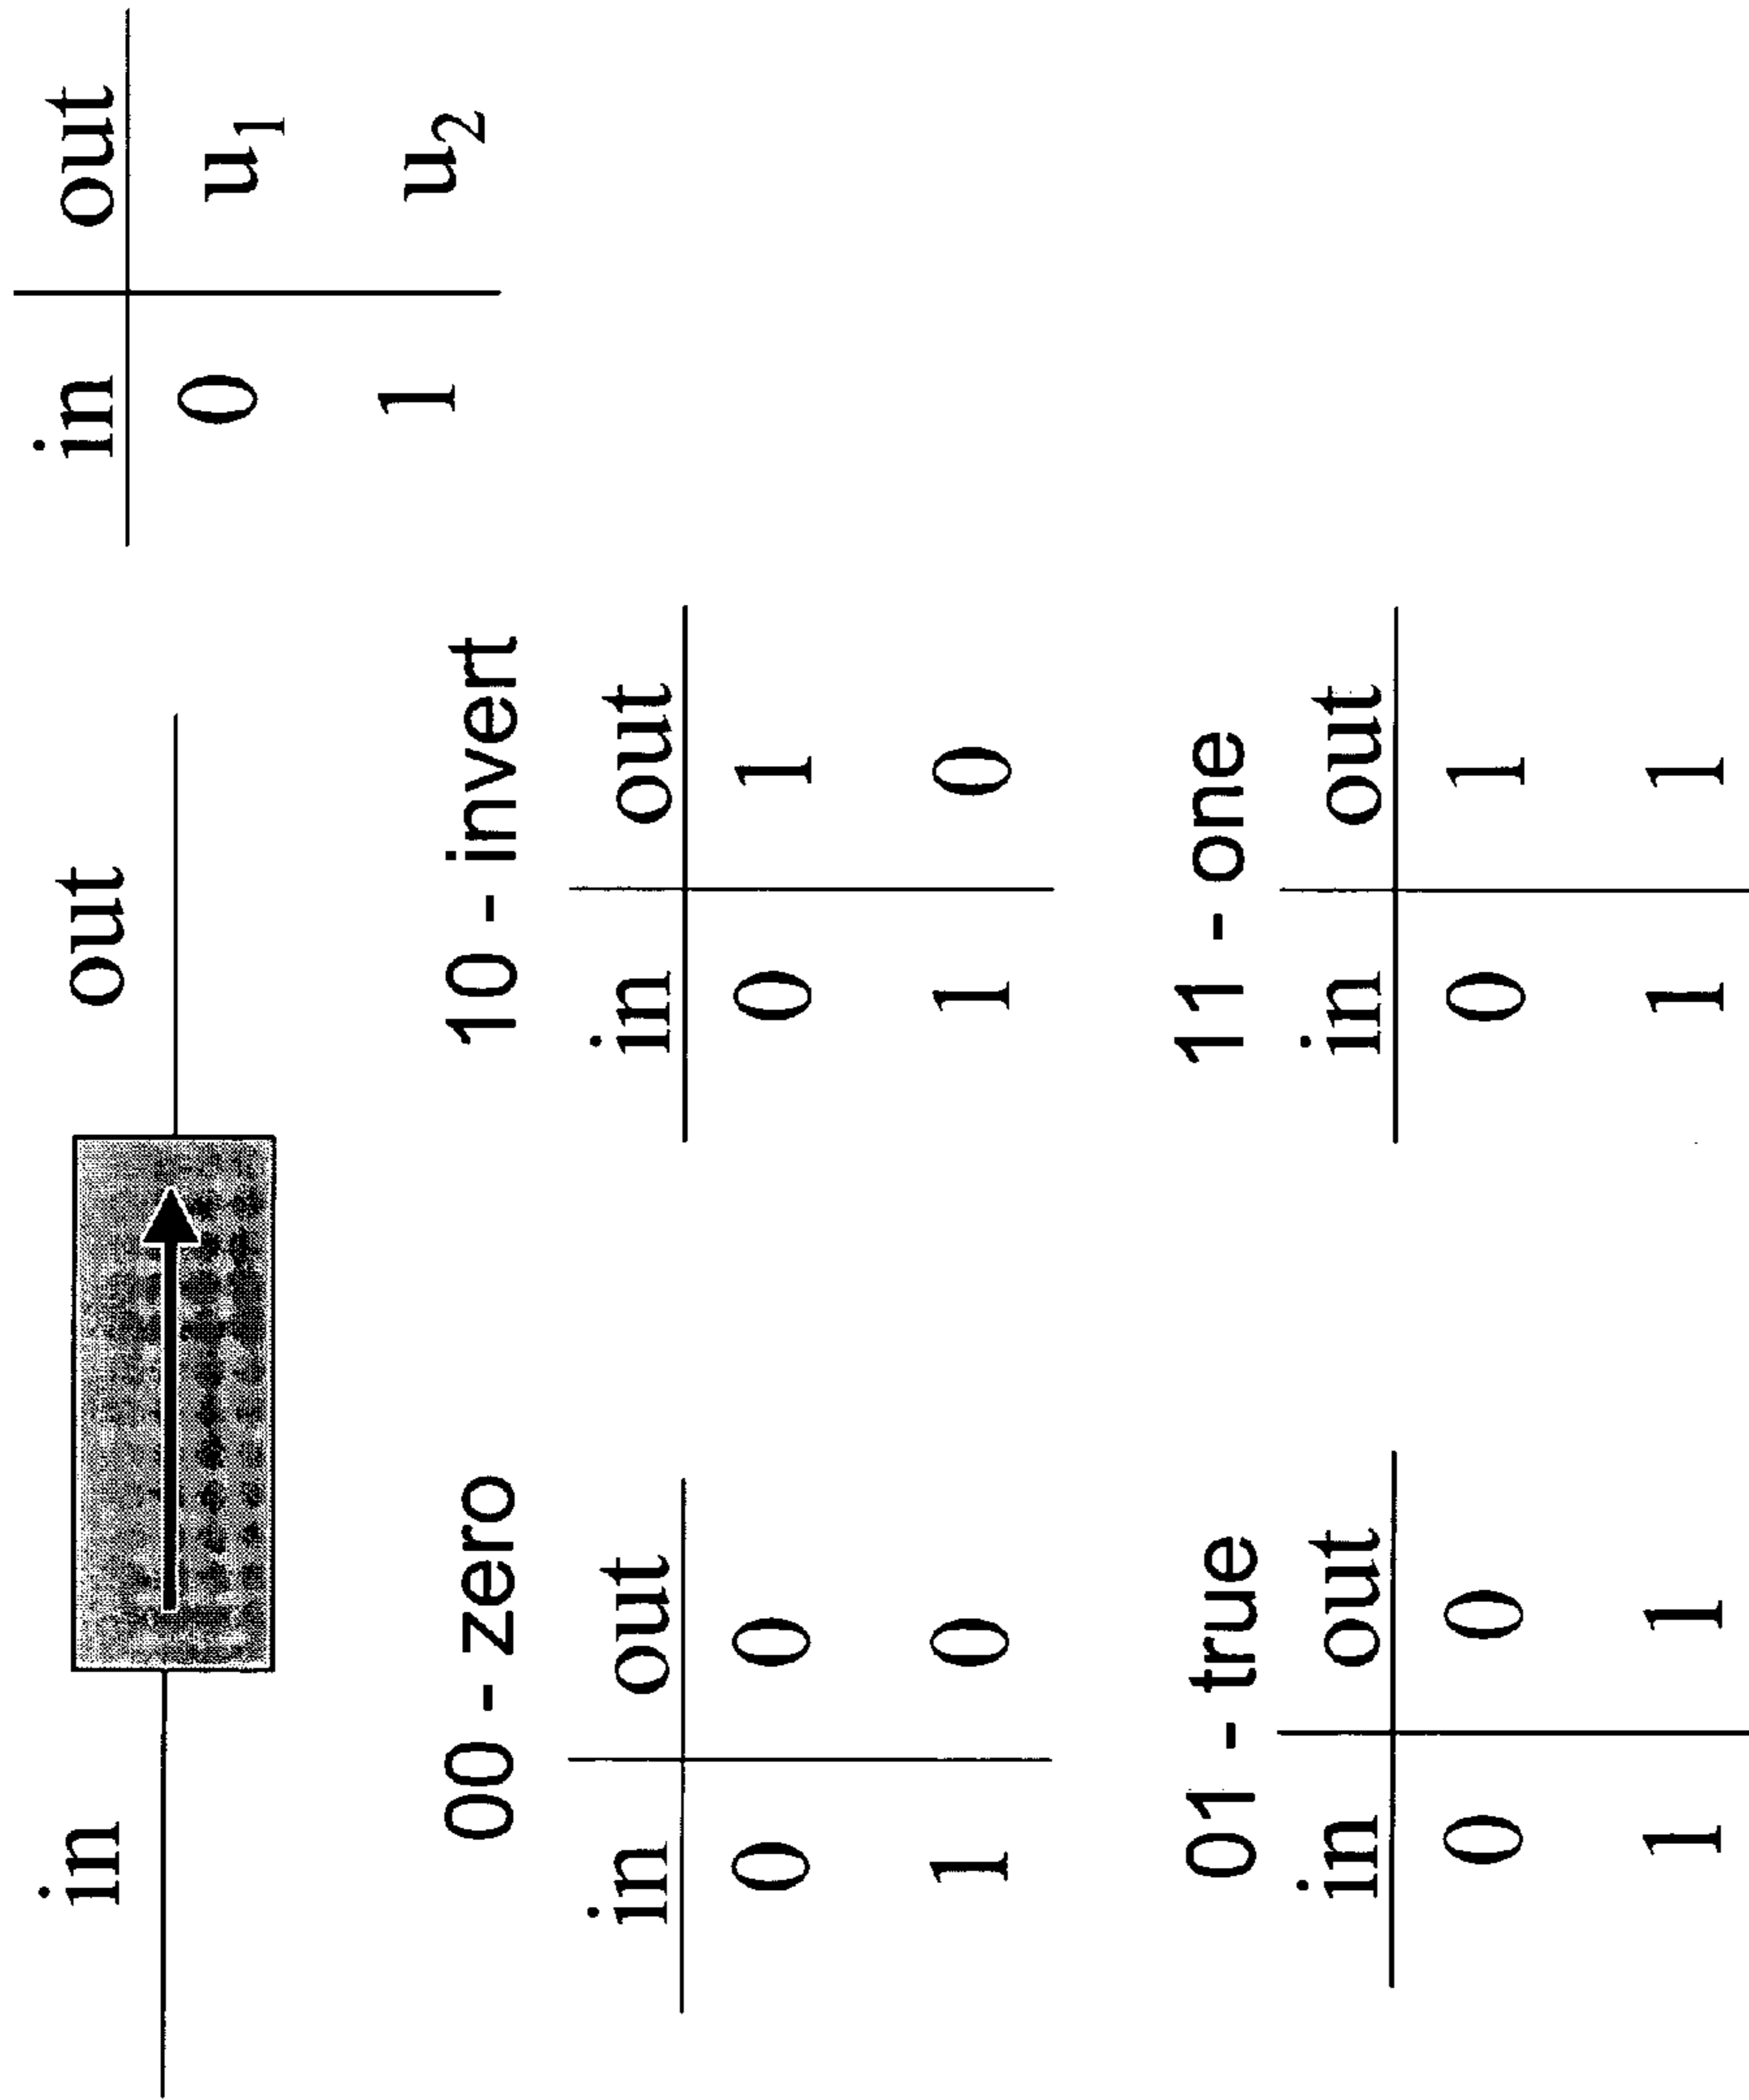 in
out
in out
0 u₁
1 u₂
00 - zero
in out
0 0
1 0
10 - invert
in out
0 1
1 0
01 - true
in out
0 0
1 1
11 - one
in out
0 1
1 1